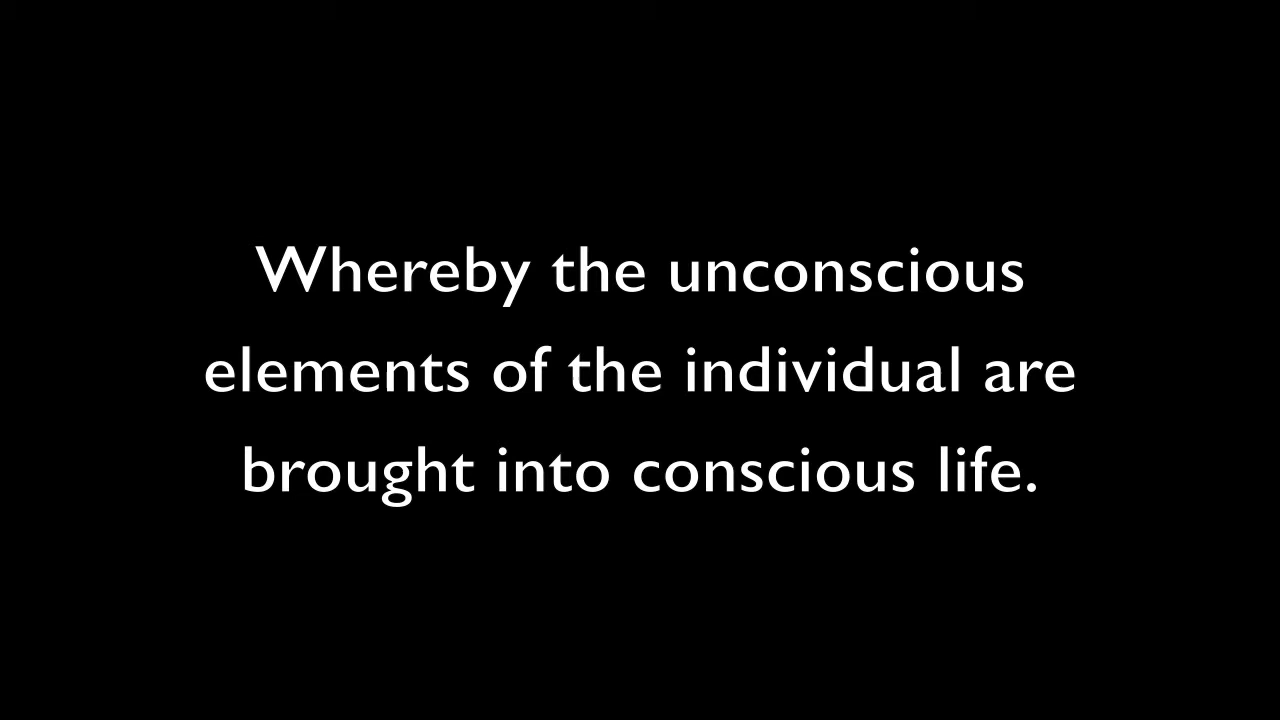 Whereby the unconscious
elements of the individual are
brought into conscious life.